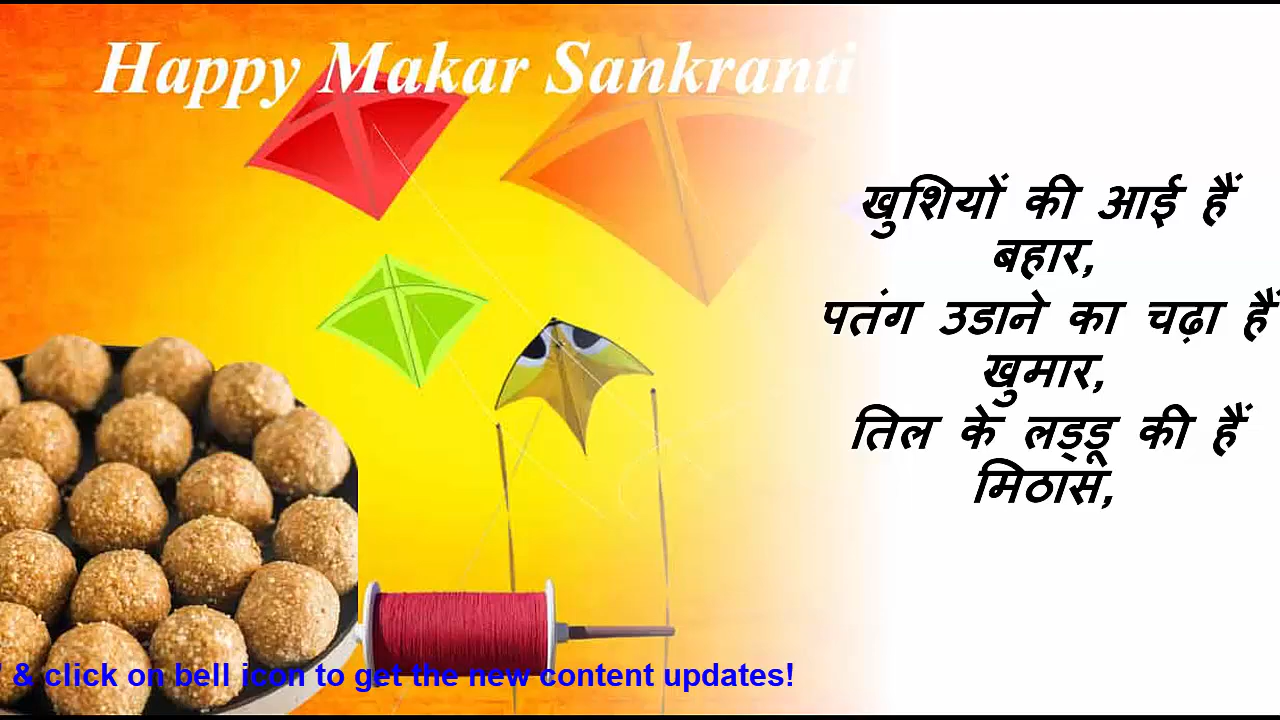 Happy Makar Sankranti
खुशियों की आई हैं
बहार,
पतंग उडाने का चढ़ा हैं
खुमार,
तिल के लड्डू की हैं
मिठास,
& click on bell icon to get the new content updates!